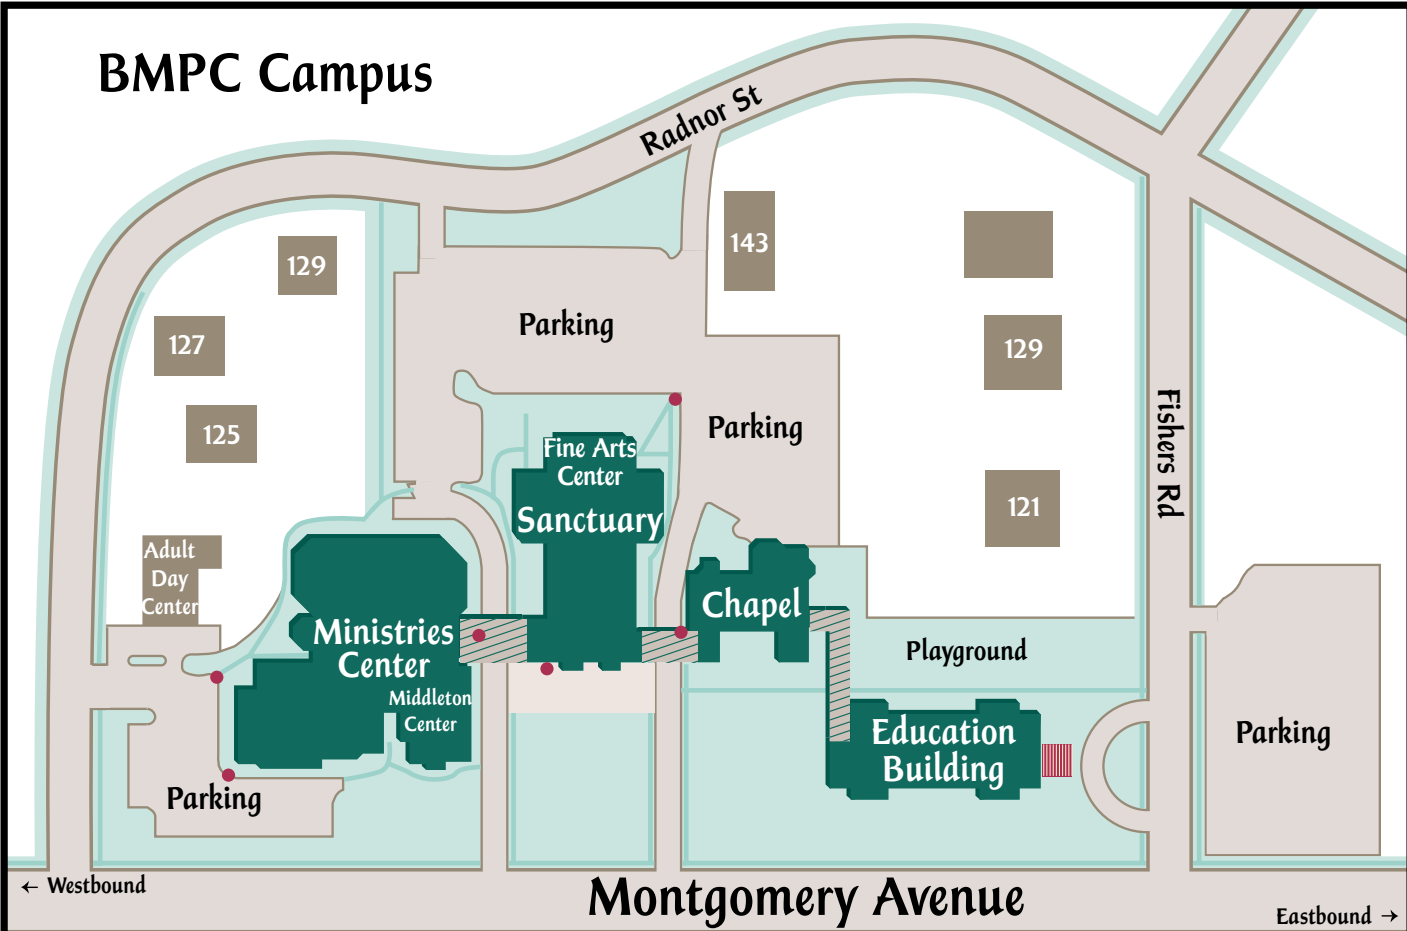 BMPC Campus
Radnor St
143
129
127
Parking
129
125
Parking
Fishers Rd
Fine Arts
Center
Sanctuary
121
Adult
Day
Center
Chapel
Ministries
Center
Playground
Middleton
Center
Education
Building
Parking
Parking
← Westbound
Montgomery Avenue
Eastbound →